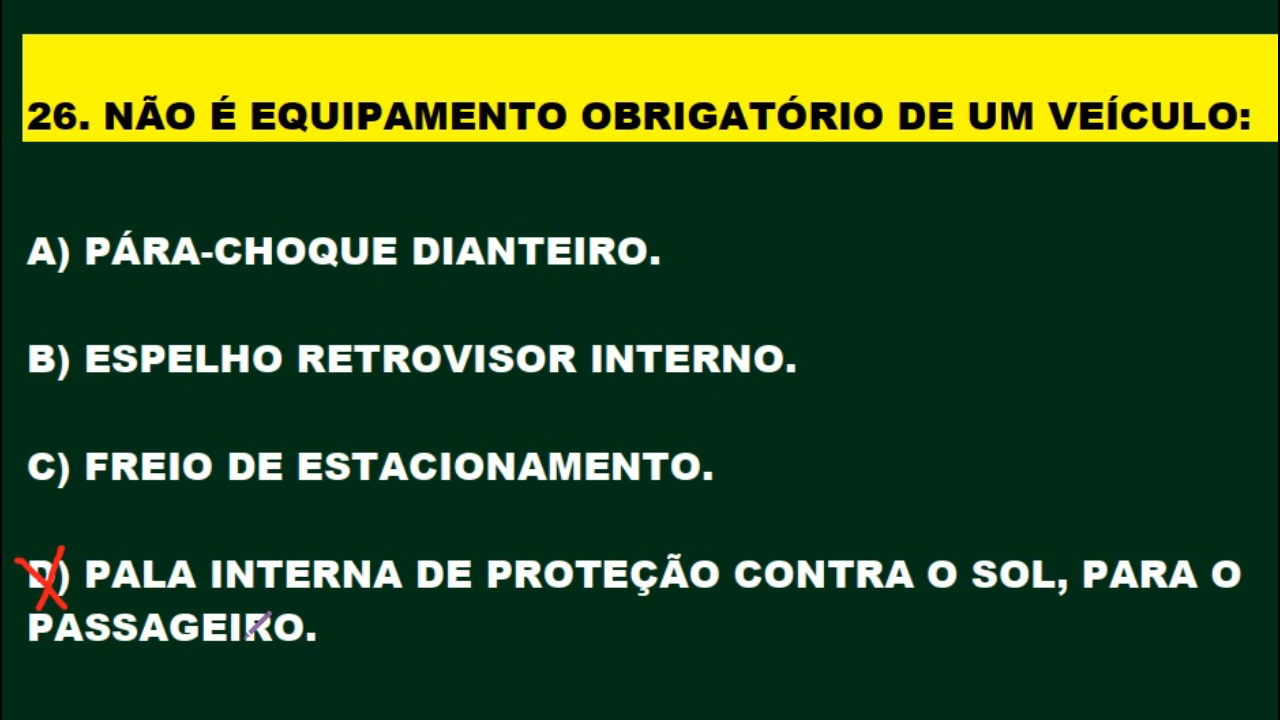 26. NÃO É EQUIPAMENTO OBRIGATÓRIO DE UM VEÍCULO:
A) PÁRA-CHOQUE DIANTEIRO.
B) ESPELHO RETROVISOR INTERNO.
C) FREIO DE ESTACIONAMENTO.
D) PALA INTERNA DE PROTEÇÃO CONTRA O SOL, PARA O
PASSAGEIRO.